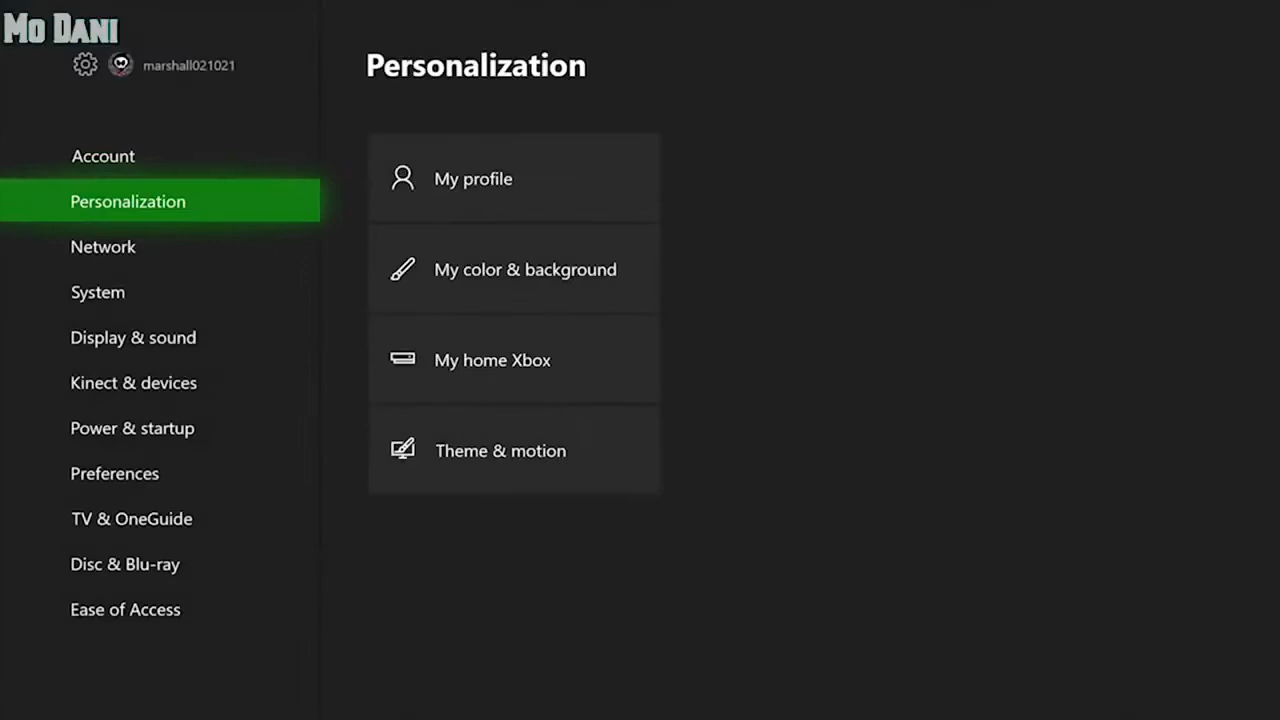 Mo Dani
marshall021021
Personalization
Account
Personalization
Network
System
Display & sound
Kinect & devices
Power & startup
Preferences
TV & OneGuide
Disc & Blu-ray
Ease of Access
My profile
My color & background
My home Xbox
Theme & motion